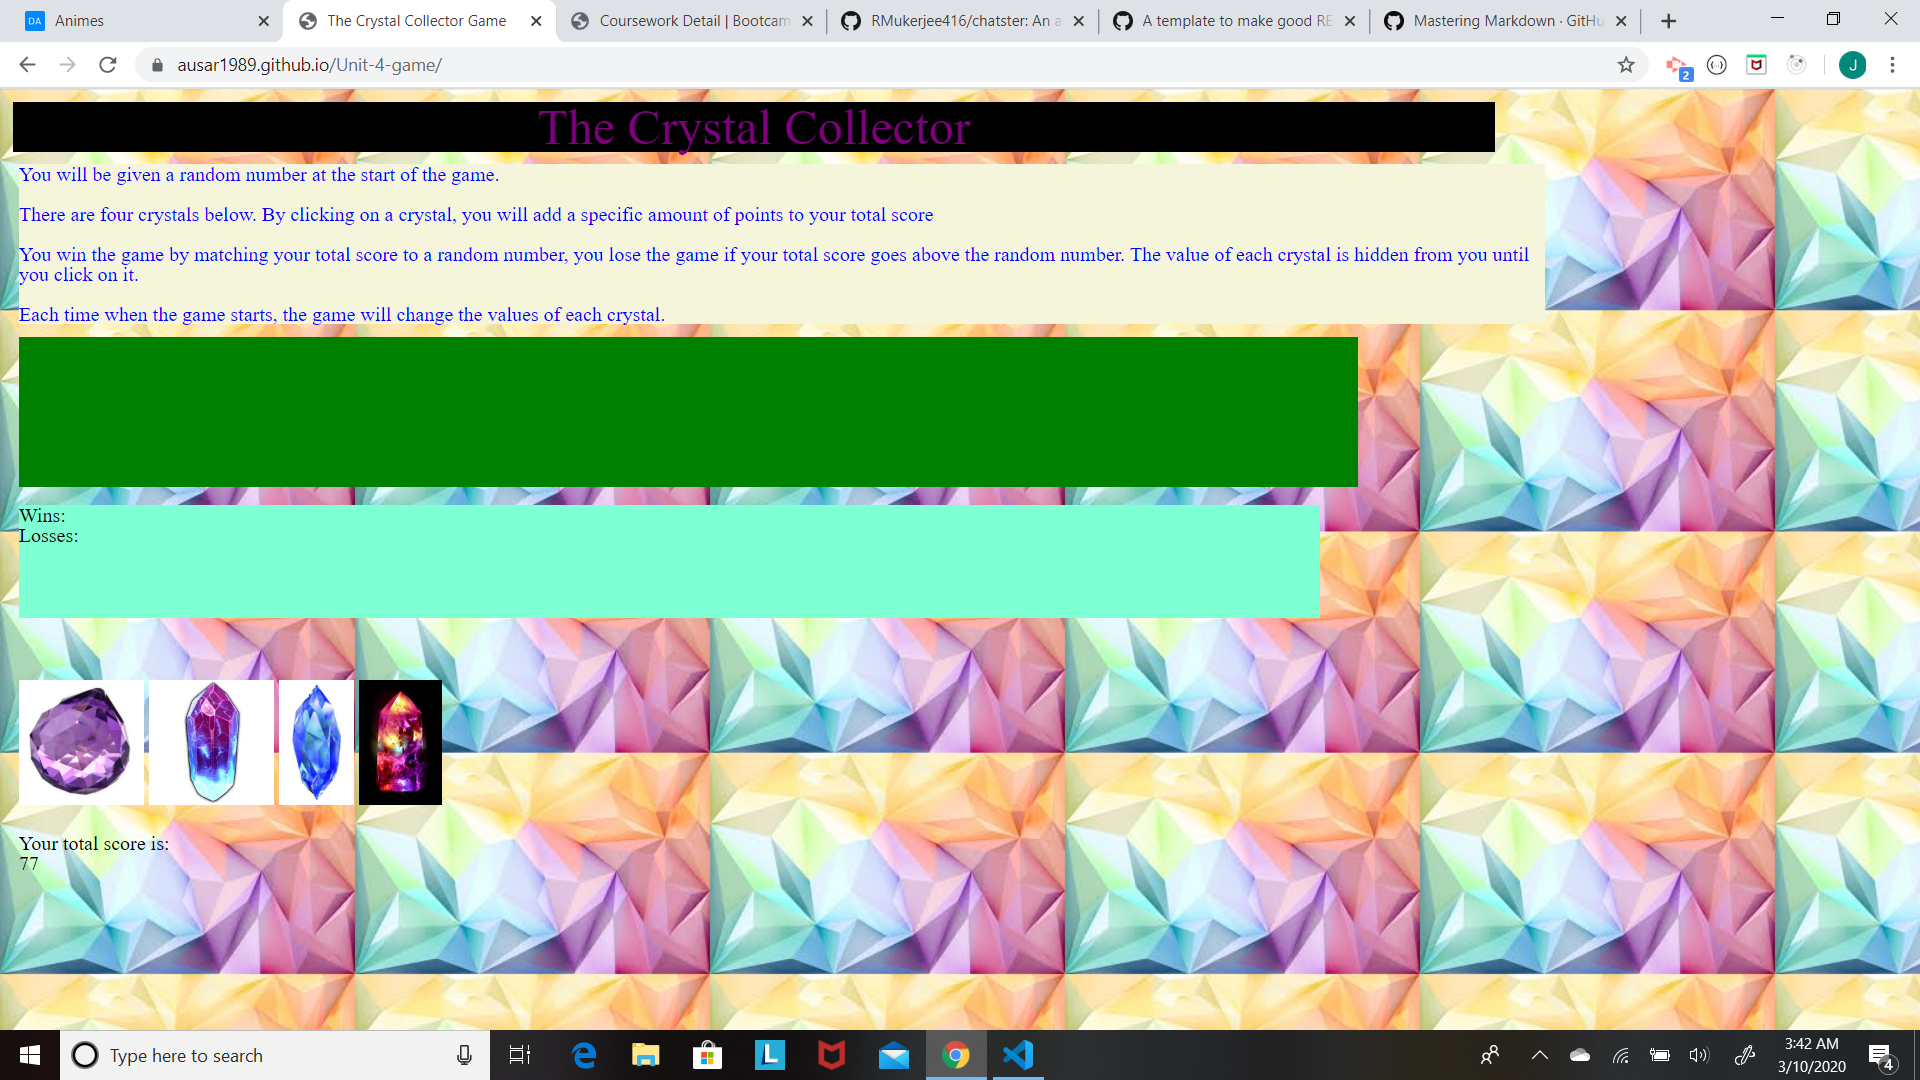 DA Animes
The Crystal Collector Game
Coursework Detail | Bootcam
RMukerjee416/chatster: An a
A template to make good RE
Mastering Markdown · GitHu
ausar1989.github.io/Unit-4-game/
2
J
The Crystal Collector
You will be given a random number at the start of the game.
There are four crystals below. By clicking on a crystal, you will add a specific amount of points to your total score
You win the game by matching your total score to a random number, you lose the game if your total score goes above the random number. The value of each crystal is hidden from you until
you click on it.
Each time when the game starts, the game will change the values of each crystal.
Wins:
Losses:
Your total score is:
77
Type here to search
L
3:42 AM
3/10/2020
4